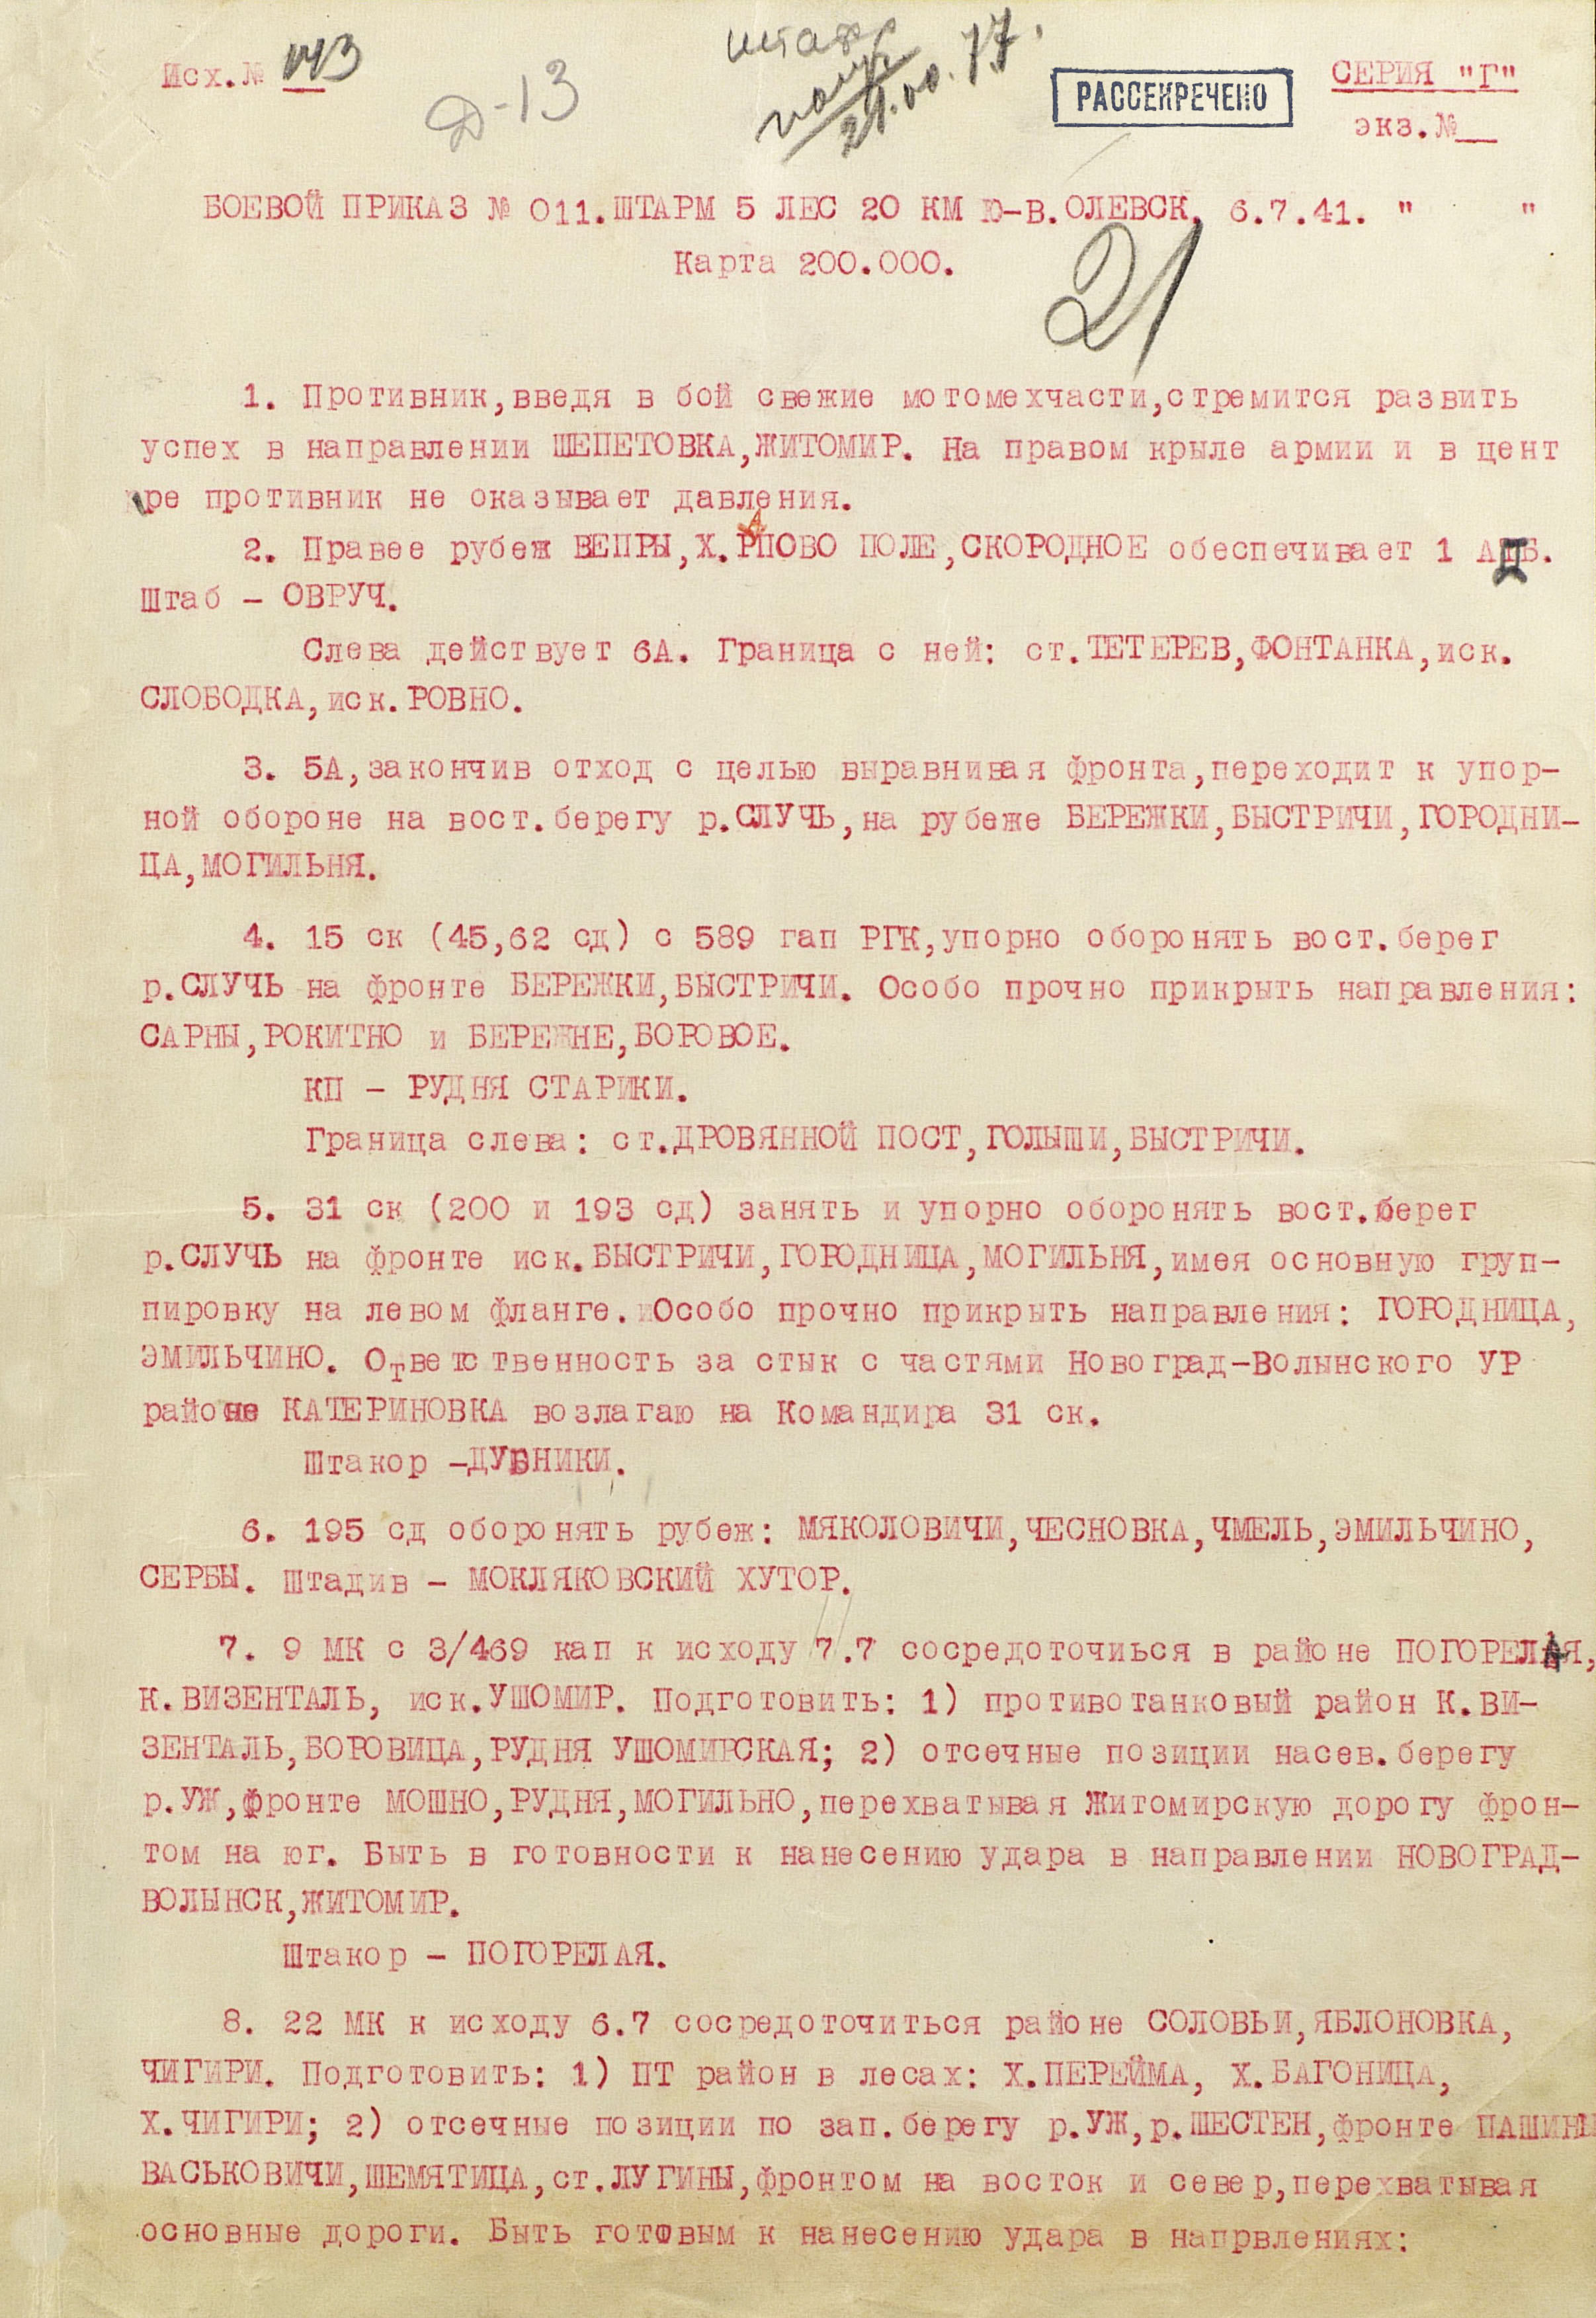 Исх.№ 143
Д-13
21.00. 7.7.
РАССЕКРЕЧЕНО
СЕРИЯ "Г"
экз.№
БОЕВОЙ ПРИКАЗ № 011. ШТАРМ 5 ЛЕС 20 КМ Ю-В. ОЛЕВСК. 6.7.41. " "
Карта 200.000.
21
1. Противник, введя в бой свежие мотомехчасти, стремится развить
успех в направлении ШЕПЕТОВКА, ЖИТОМИР. На правом крыле армии и в цент
ре противник не оказывает давления.
2. Правее рубеж ВЕПРЫ, Х. РПОВО ПОЛЕ, СКОРОДНОЕ обеспечивает 1 АДБ.
Штаб - ОВРУЧ.
Слева действует 6А. Граница с ней: ст. ТЕТЕРЕВ, ФОНТАНКА, иск.
СЛОБОДКА, иск. РОВНО.
3. 5А, закончив отход с целью выравнивая фронта, переходит к упор-
ной обороне на вост. берегу р. СЛУЧЬ, на рубеже БЕРЕЖКИ, БЫСТРИЧИ, ГОРОДНИ-
ЦА, МОГИЛЬНЯ.
4. 15 ск (45,62 сд) с 589 гап РГК, упорно оборонять вост. берег
р. СЛУЧЬ на фронте БЕРЕЖКИ, БЫСТРИЧИ. Особо прочно прикрыть направления:
САРНЫ, РОКИТНО и БЕРЕЖНЕ, БОРОВОЕ.
КП - РУДНЯ СТАРИКИ.
Граница слева: ст. ДРОВЯННОЙ ПОСТ, ГОЛЫШИ, БЫСТРИЧИ.
5. 31 ск (200 и 193 сд) занять и упорно оборонять вост. берег
р. СЛУЧЬ на фронте иск. БЫСТРИЧИ, ГОРОДНИЦА, МОГИЛЬНЯ, имея основную груп-
пировку на левом фланге. Особо прочно прикрыть направления: ГОРОДНИЦА,
ЭМИЛЬЧИНО. Ответственность за стык с частями Новоград-Волынского УР
районе КАТЕРИНОВКА возлагаю на Командира 31 ск.
Штакор - ДУБНИКИ.
6. 195 сд оборонять рубеж: МЯКОЛОВИЧИ, ЧЕСНОВКА, ЧМЕЛЬ, ЭМИЛЬЧИНО,
СЕРБЫ. Штадив - МОКЛЯКОВСКИЙ ХУТОР.
7. 9 МК с 3/469 кап к исходу 7.7 сосредоточиься в районе ПОГОРЕЛАЯ,
К. ВИЗЕНТАЛЬ, иск. УШОМИР. Подготовить: 1) противотанковый район К. ВИ-
ЗЕНТАЛЬ, БОРОВИЦА, РУДНЯ УШОМИРСКАЯ; 2) отсечные позиции насев. берегу
р. УЖ, фронте МОШНО, РУДНЯ, МОГИЛЬНО, перехватывая Житомирскую дорогу фрон-
том на юг. Быть в готовности к нанесению удара в направлении НОВОГРАД-
ВОЛЫНСК, ЖИТОМИР.
Штакор - ПОГОРЕЛАЯ.
8. 22 МК к исходу 6.7 сосредоточиться районе СОЛОВЬИ, ЯБЛОНОВКА,
ЧИГИРИ. Подготовить: 1) ПТ район в лесах: Х. ПЕРЕЙМА, Х. БАГОНИЦА,
Х. ЧИГИРИ; 2) отсечные позиции по зап. берегу р. УЖ, р. ШЕСТЕН, фронте ПАШИНЫ
ВАСЬКОВИЧИ, ШЕМЯТИЦА, ст. ЛУГИНЫ, фронтом на восток и север, перехватывая
основные дороги. Быть готовым к нанесению удара в напрвлениях: